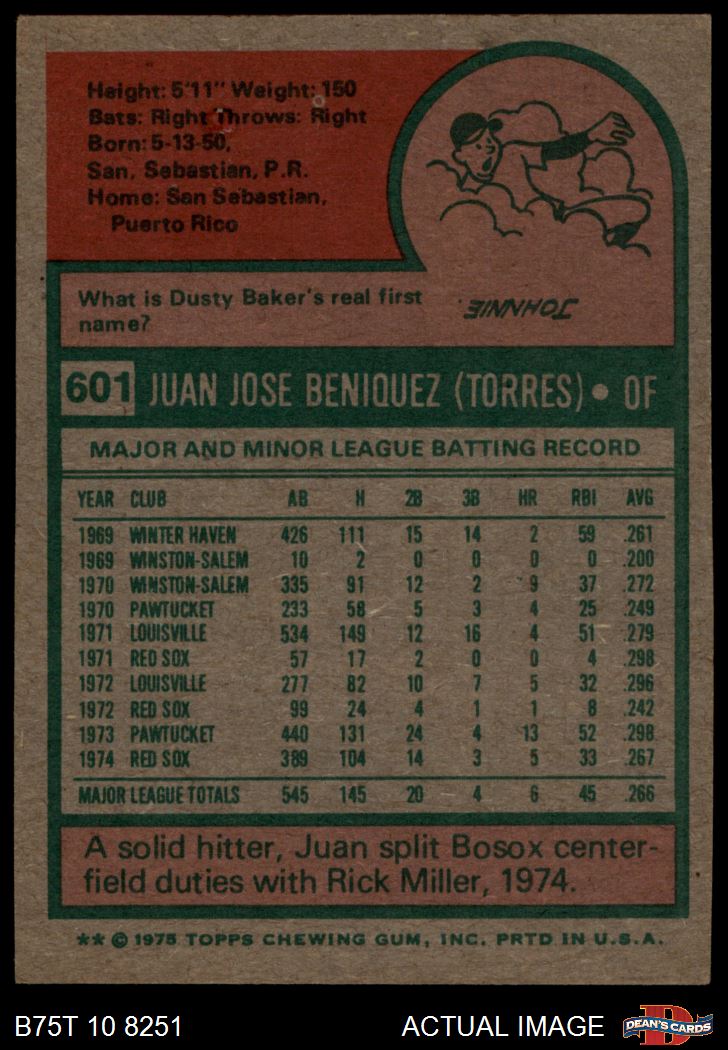 Height: 5'11" Weight: 150
Bats: Right Throws: Right
Born: 5-13-50,
San. Sebastian, P.R.
Home: San Sebastian,
Puerto Rico
What is Dusty Baker's real first
name?
JOHNNIE.
601 JUAN JOSE BENIQUEZ (TORRES) • OF
MAJOR AND MINOR LEAGUE BATTING RECORD
YEAR CLUB AB H 2B 3B HR RBI AVG
1969 WINTER HAVEN 426 111 15 14 2 59 .261
1969 WINSTON-SALEM 10 2 0 0 0 0 .200
1970 WINSTON-SALEM 335 91 12 2 9 37 .272
1970 PAWTUCKET 233 58 5 3 4 25 .249
1971 LOUISVILLE 534 149 12 16 4 51 .279
1971 RED SOX 57 17 2 0 0 4 .298
1972 LOUISVILLE 277 82 10 7 5 32 .296
1972 RED SOX 99 24 4 1 1 8 .242
1973 PAWTUCKET 440 131 24 4 13 52 .298
1974 RED SOX 389 104 14 3 5 33 .267
MAJOR LEAGUE TOTALS 545 145 20 4 6 45 .266
A solid hitter, Juan split Bosox center-
field duties with Rick Miller, 1974.
** © 1975 TOPPS CHEWING GUM, INC. PRTD IN U.S.A.
B75T 10 8251 ACTUAL IMAGE D DEAN'S CARDS